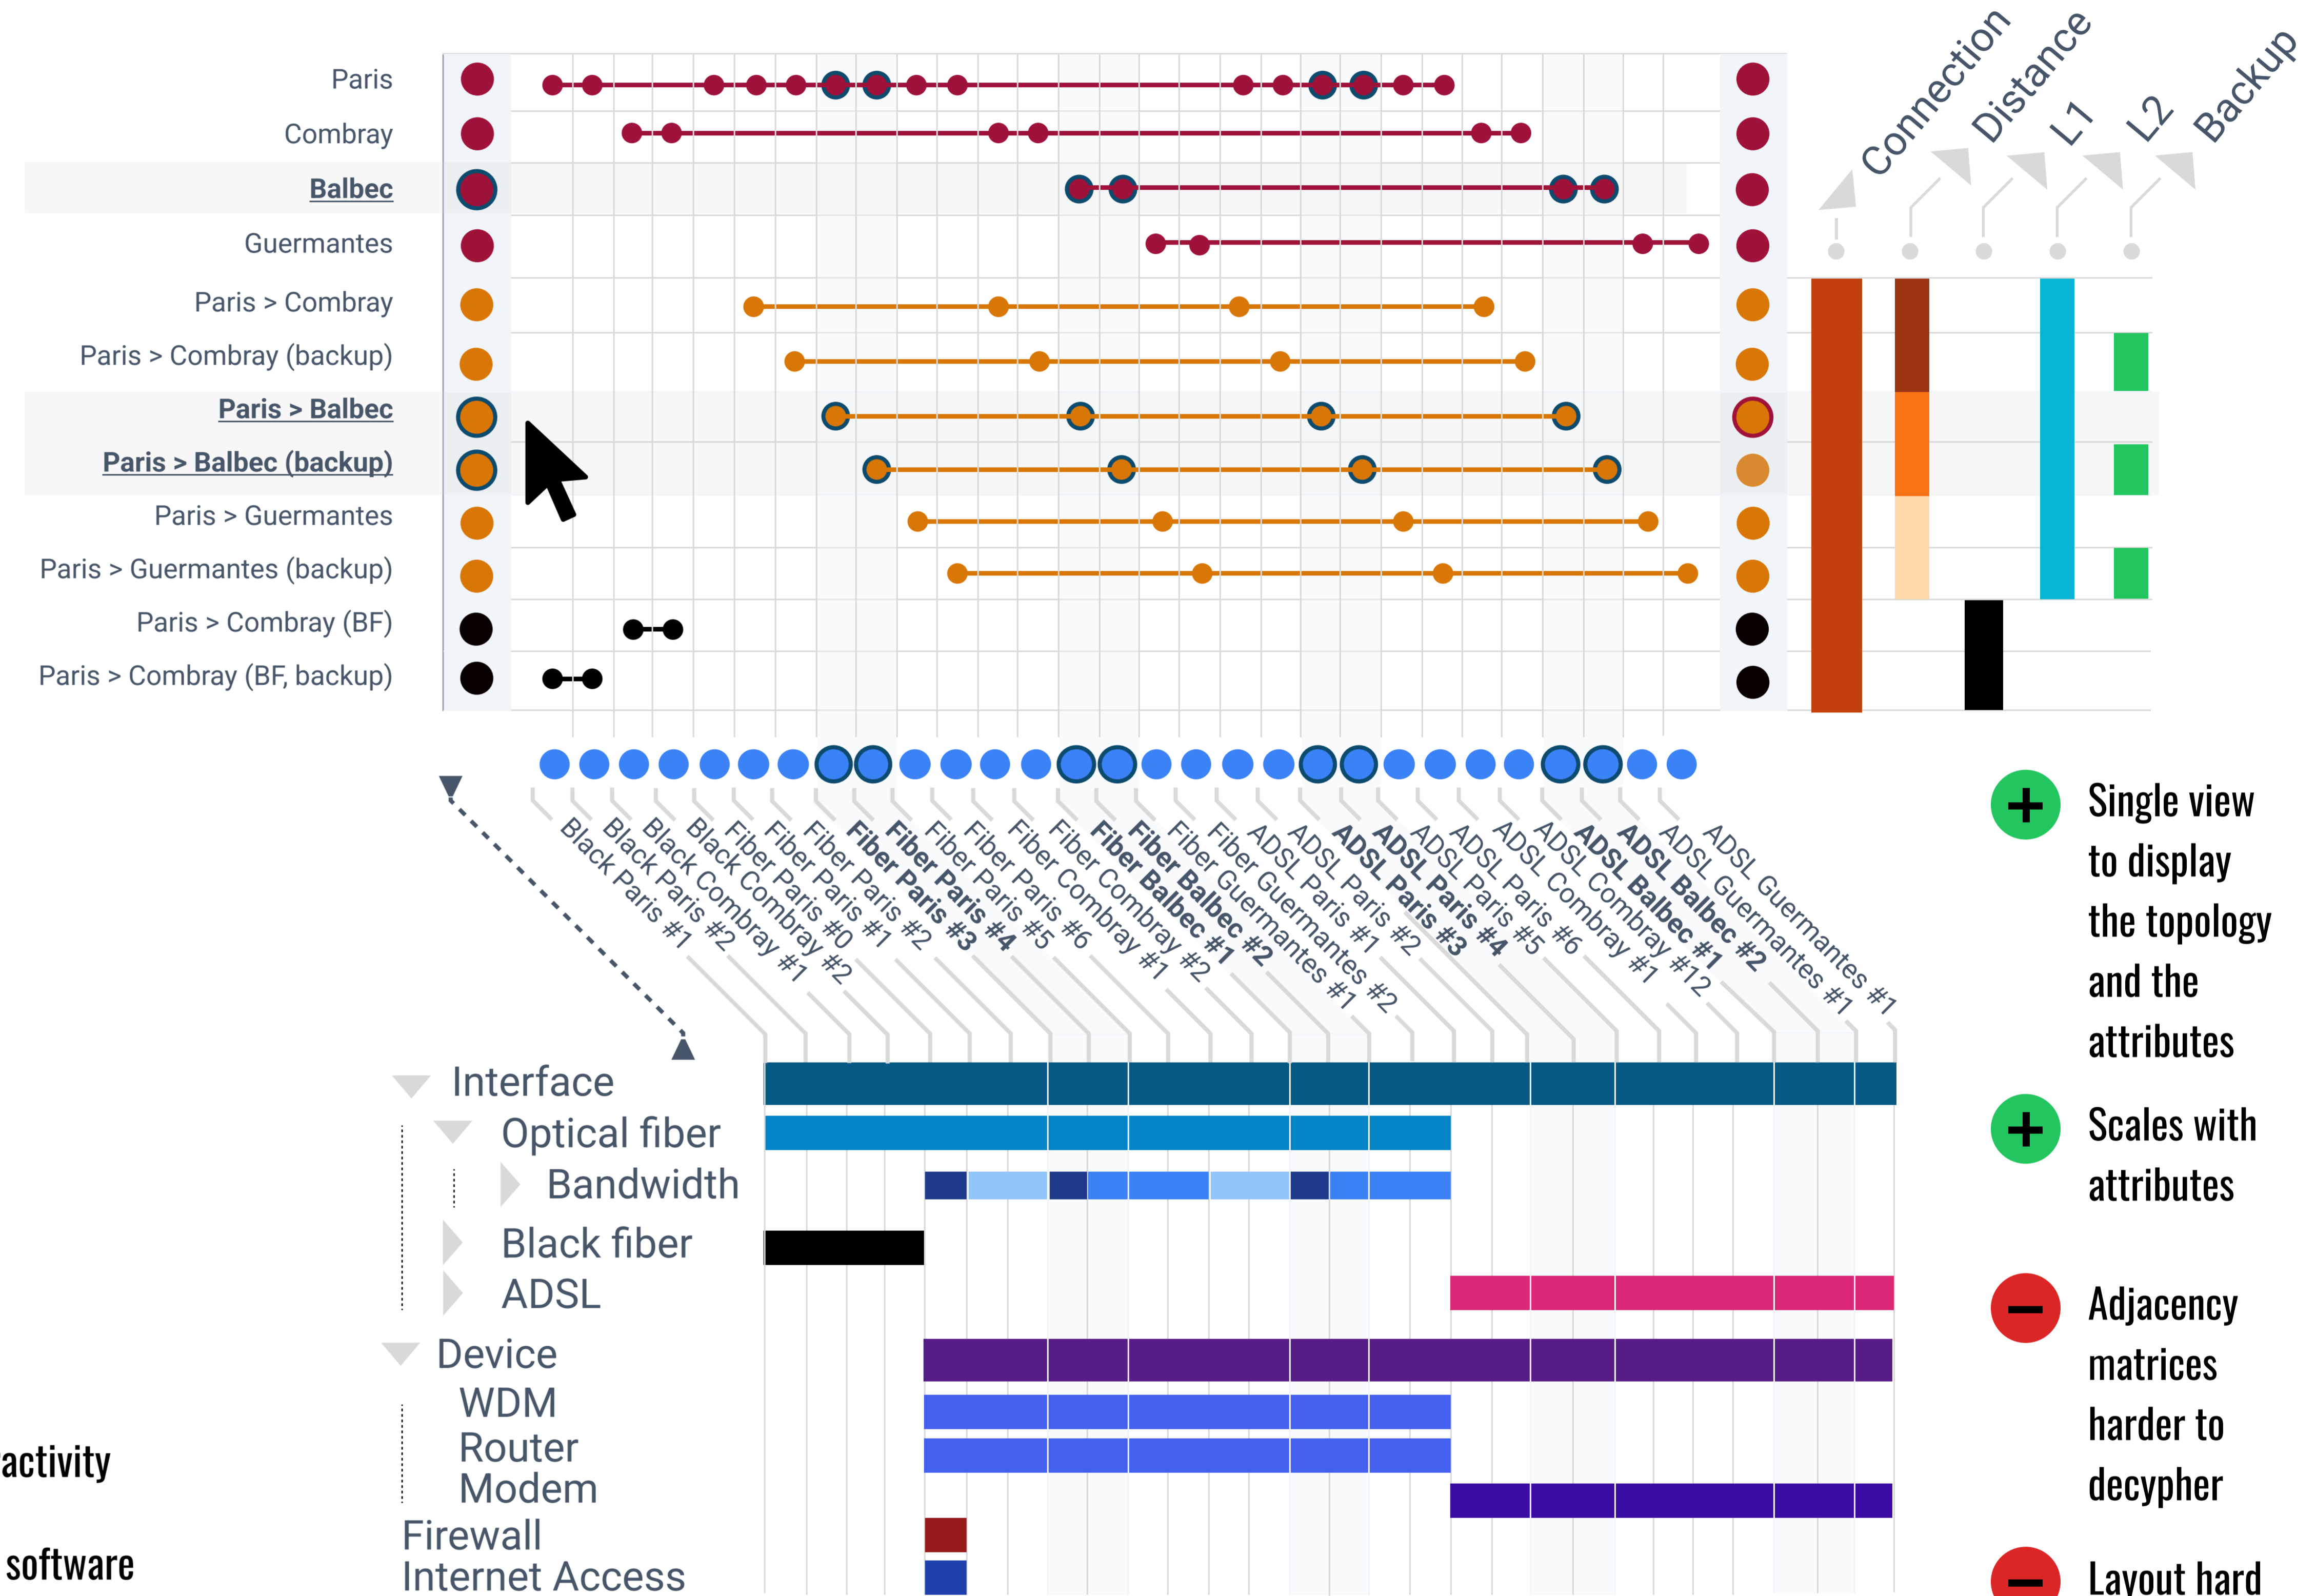 Connection
Distance
L1
L2
Backup
Paris
Combray
Balbec
Guermantes
Paris > Combray
Paris > Combray (backup)
Paris > Balbec
Paris > Balbec (backup)
Paris > Guermantes
Paris > Guermantes (backup)
Paris > Combray (BF)
Paris > Combray (BF, backup)
Black Paris #1
Black Paris #2
Black Combray #1
Black Combray #2
Fiber Paris #0
Fiber Paris #1
Fiber Paris #2
Fiber Paris #3
Fiber Paris #4
Fiber Paris #5
Fiber Paris #6
Fiber Combray #1
Fiber Combray #2
Fiber Balbec #1
Fiber Balbec #2
Fiber Guermantes #1
Fiber Guermantes #2
ADSL Paris #1
ADSL Paris #2
ADSL Paris #3
ADSL Paris #4
ADSL Paris #5
ADSL Paris #6
ADSL Combray #1
ADSL Combray #12
ADSL Balbec #1
ADSL Balbec #2
ADSL Guermantes #1
ADSL Guermantes #1
Interface
Optical fiber
Bandwidth
Black fiber
ADSL
Device
WDM
Router
Modem
Firewall
Internet Access
+ Single view
to display
the topology
and the
attributes
+ Scales with
attributes
− Adjacency
matrices
harder to
decypher
− Layout hard
activity
software